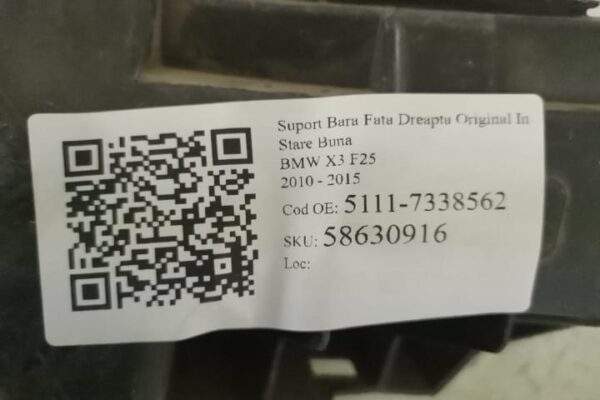 Suport Bara Fata Dreapta Original In
Stare Buna
BMW X3 F25
2010 - 2015
Cod OE: 5111-7338562
SKU: 58630916
Loc: